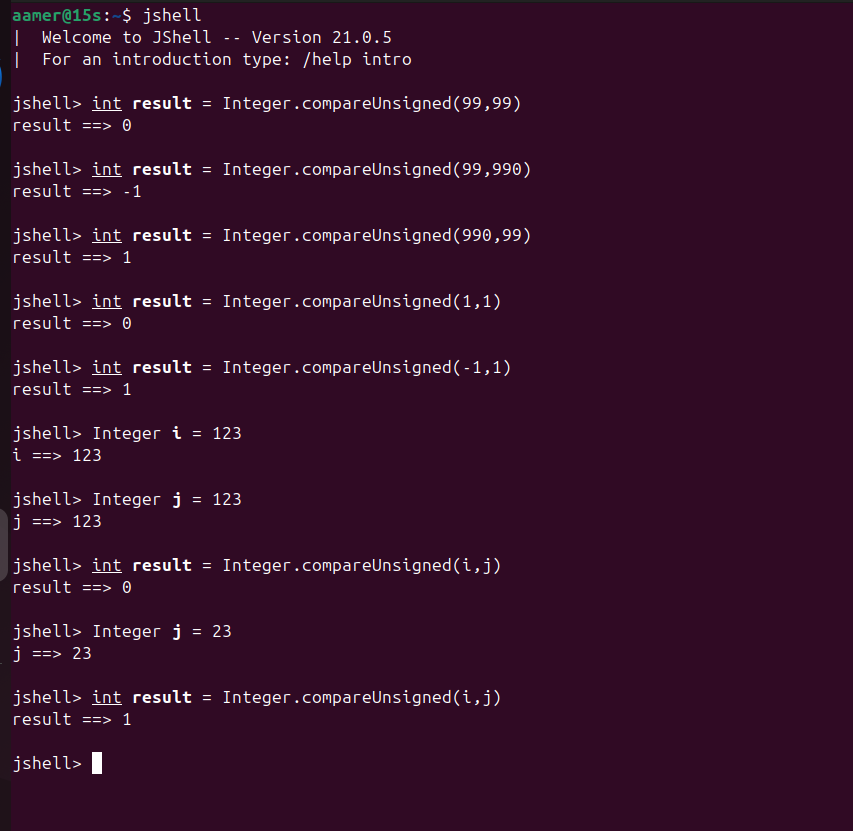 aamer@15s:~$ jshell
|  Welcome to JShell -- Version 21.0.5
|  For an introduction type: /help intro
jshell> int result = Integer.compareUnsigned(99,99)
result ==> 0
jshell> int result = Integer.compareUnsigned(99,990)
result ==> -1
jshell> int result = Integer.compareUnsigned(990,99)
result ==> 1
jshell> int result = Integer.compareUnsigned(1,1)
result ==> 0
jshell> int result = Integer.compareUnsigned(-1,1)
result ==> 1
jshell> Integer i = 123
i ==> 123
jshell> Integer j = 123
j ==> 123
jshell> int result = Integer.compareUnsigned(i,j)
result ==> 0
jshell> Integer j = 23
j ==> 23
jshell> int result = Integer.compareUnsigned(i,j)
result ==> 1
jshell>